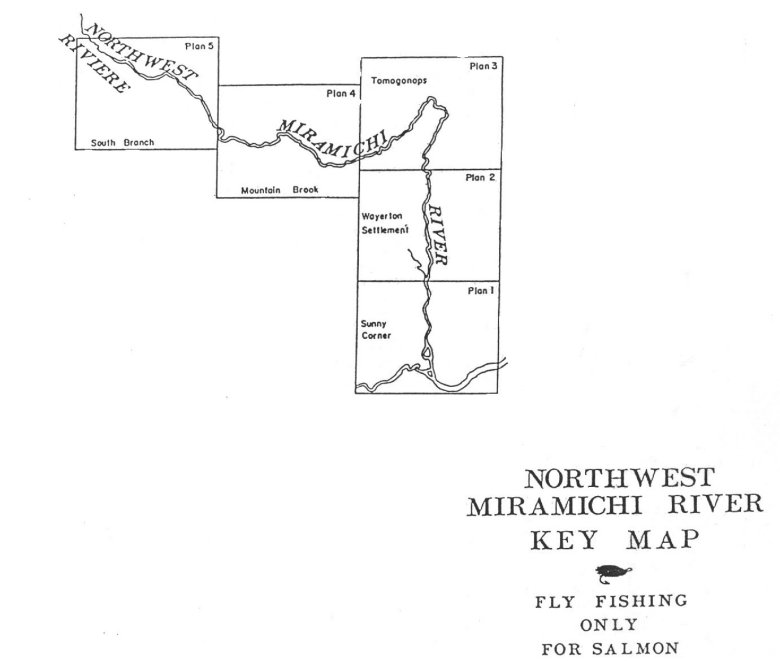 NORTHWEST
RIVIERE
Plan 5
South Branch
Plan 4
MIRAMICHI
Mountain Brook
Plan 3
Tomogonops
Plan 2
Wayerton
Settlement
RIVER
Plan 1
Sunny
Corner
NORTHWEST
MIRAMICHI RIVER
KEY MAP
FLY FISHING
ONLY
FOR SALMON